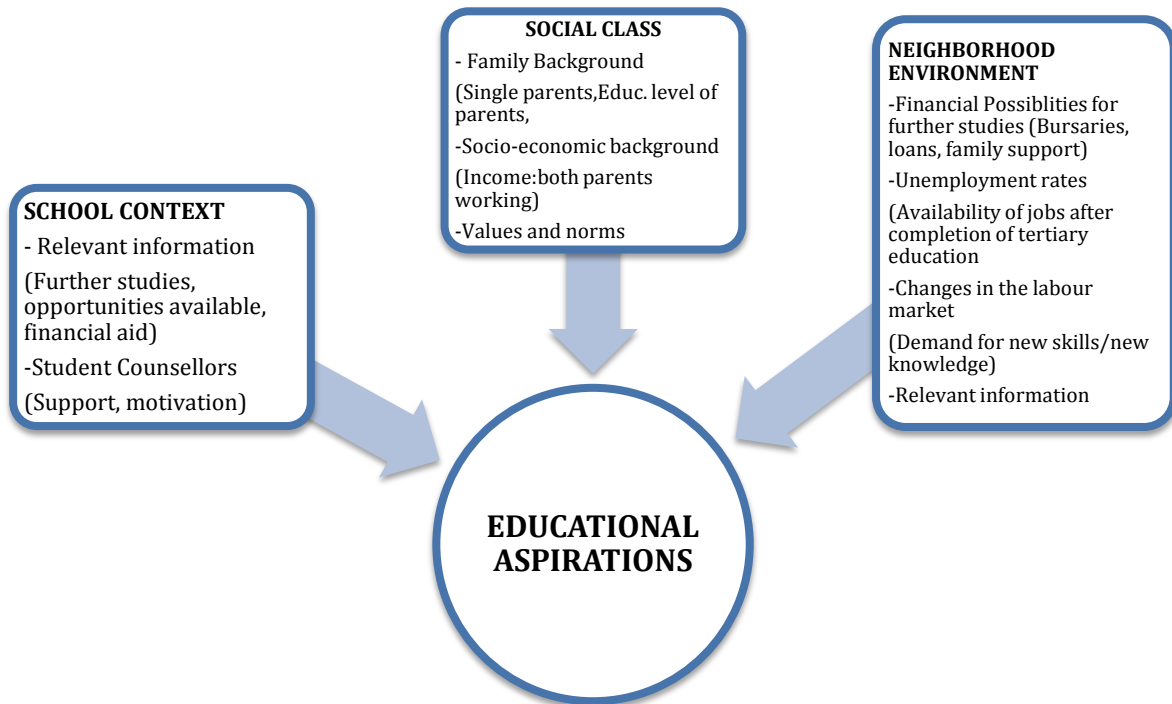 SCHOOL CONTEXT
- Relevant information
(Further studies,
opportunities available,
financial aid)
-Student Counsellors
(Support, motivation)
SOCIAL CLASS
- Family Background
(Single parents,Educ. level of
parents,
-Socio-economic background
(Income:both parents
working)
-Values and norms
NEIGHBORHOOD
ENVIRONMENT
-Financial Possiblities for
further studies (Bursaries,
loans, family support)
-Unemployment rates
(Availability of jobs after
completion of tertiary
education
-Changes in the labour
market
(Demand for new skills/new
knowledge)
-Relevant information
EDUCATIONAL
ASPIRATIONS